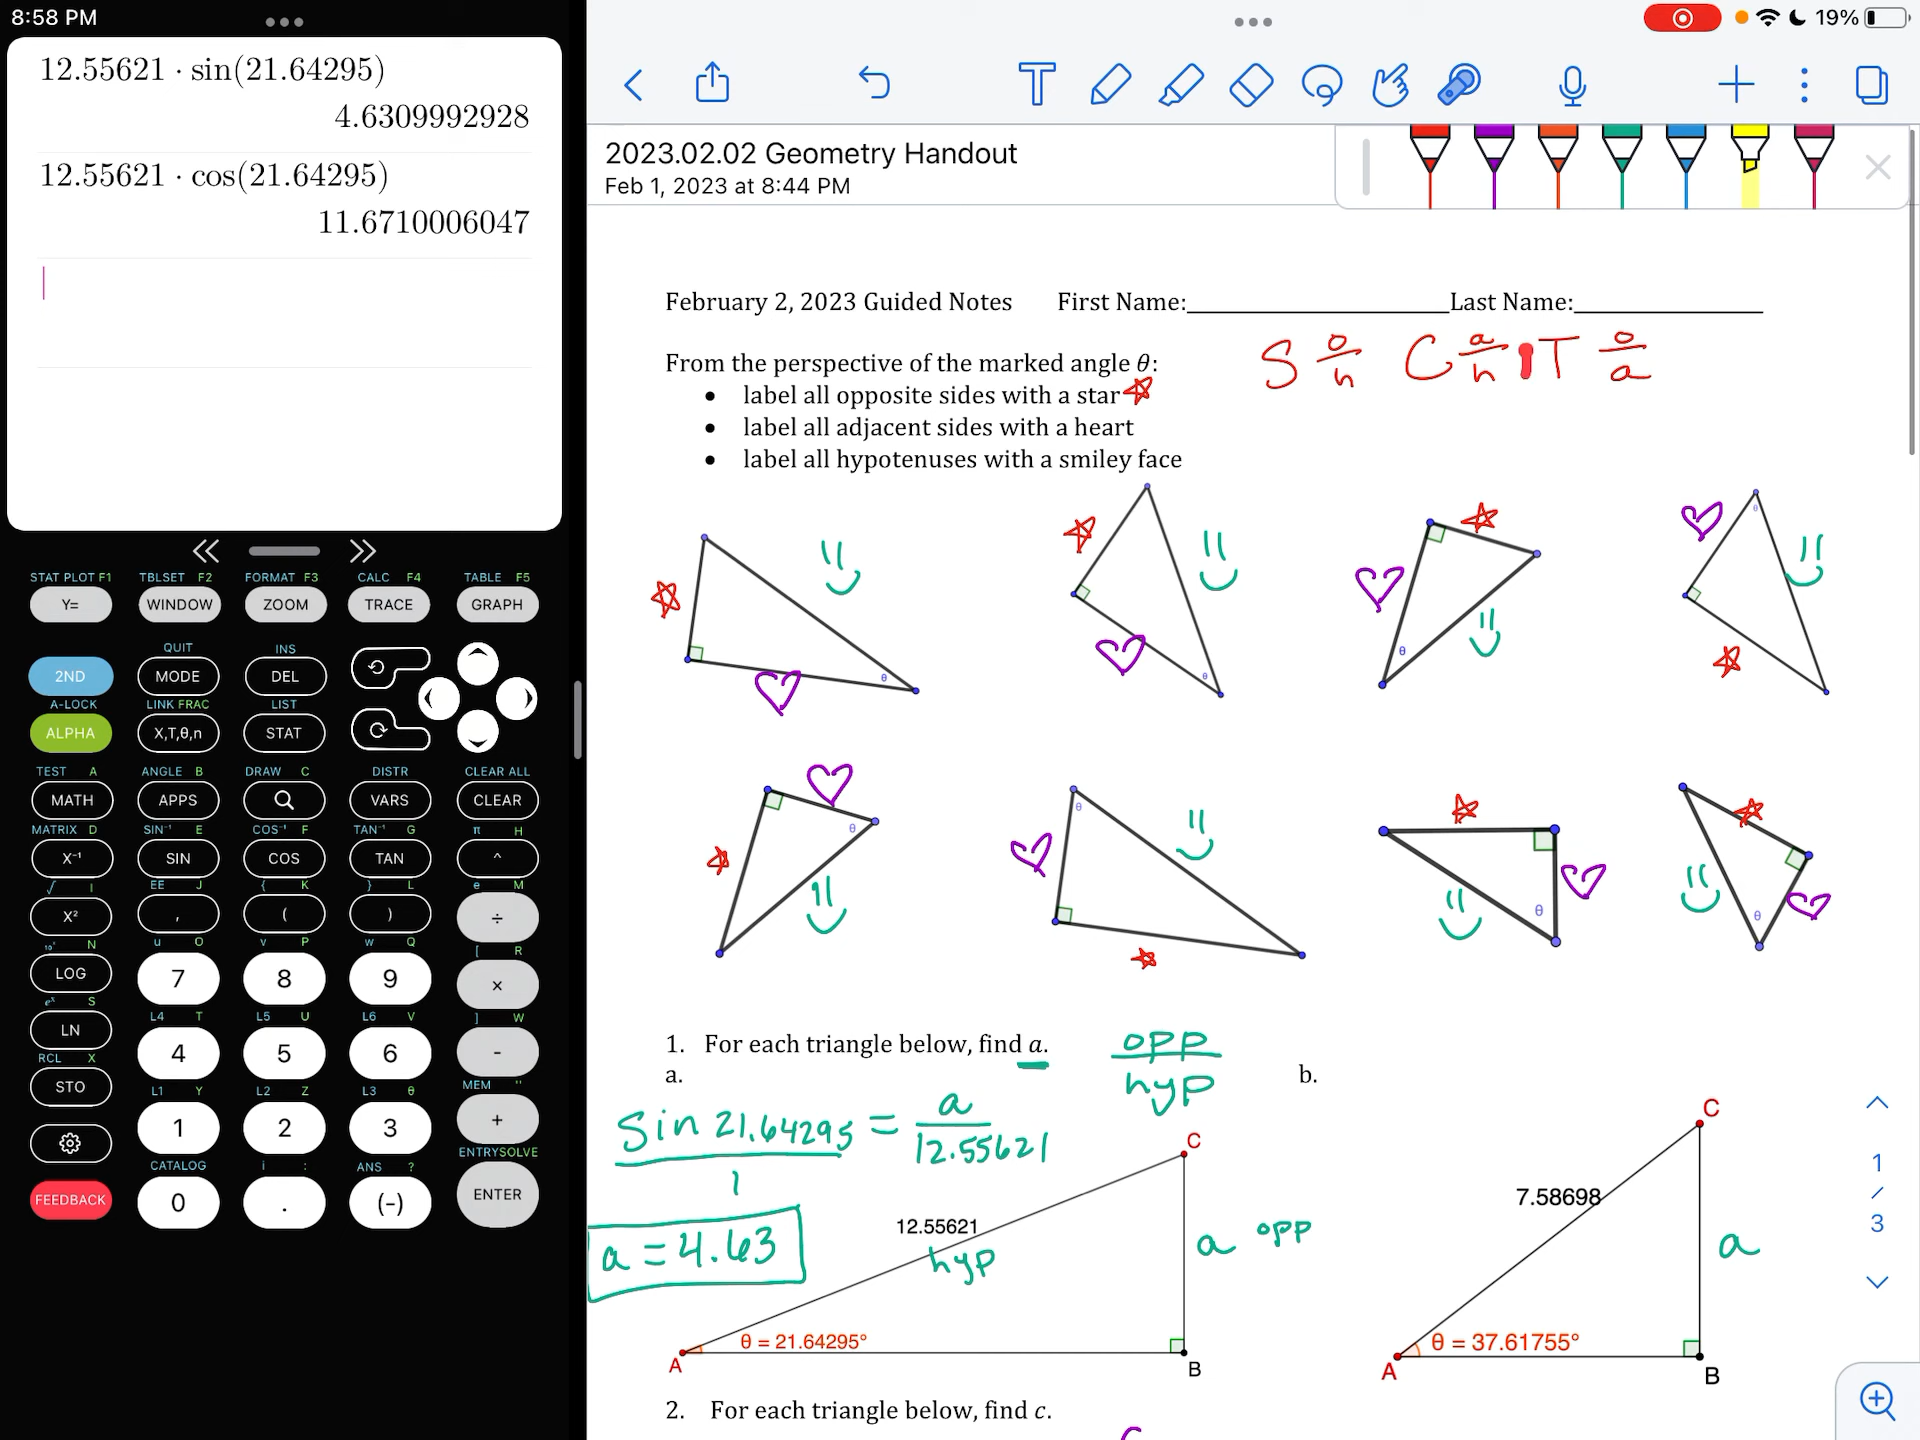 8:58 PM
19%
12.55621 · sin(21.64295)
4.6309992928
12.55621 · cos(21.64295)
11.6710006047
STAT PLOT F1 TBLSET F2 FORMAT F3 CALC F4 TABLE F5
Y= WINDOW ZOOM TRACE GRAPH
QUIT INS
2ND MODE DEL
A-LOCK LINK FRAC LIST
ALPHA X,T,θ,n STAT
TEST A ANGLE B DRAW C DISTR CLEAR ALL
MATH APPS VARS CLEAR
MATRIX D SIN⁻¹ E COS⁻¹ F TAN⁻¹ G π H
X⁻¹ SIN COS TAN ^
√ I EE J { K } L e M
X² , ( ) ÷
10ˣ N u O v P w Q [ R
LOG 7 8 9 ×
eˣ S L4 T L5 U L6 V ] W
LN 4 5 6 -
RCL X L1 Y L2 Z L3 θ MEM "
STO 1 2 3 +
CATALOG i : ANS ? ENTRY SOLVE
FEEDBACK 0 . (-) ENTER
T
2023.02.02 Geometry Handout
Feb 1, 2023 at 8:44 PM
February 2, 2023 Guided Notes First Name: Last Name:
S o/h C a/h T o/a
From the perspective of the marked angle θ:
• label all opposite sides with a star
• label all adjacent sides with a heart
• label all hypotenuses with a smiley face
θ
θ
θ
θ
θ
θ
θ
θ
1. For each triangle below, find a.
opp/hyp
a.
sin 21.64295/1 = a/12.55621
a = 4.63
12.55621
hyp
a opp
C
θ = 21.64295°
A
B
b.
C
7.58698
a
θ = 37.61755°
A
B
1
/
3
2. For each triangle below, find c.